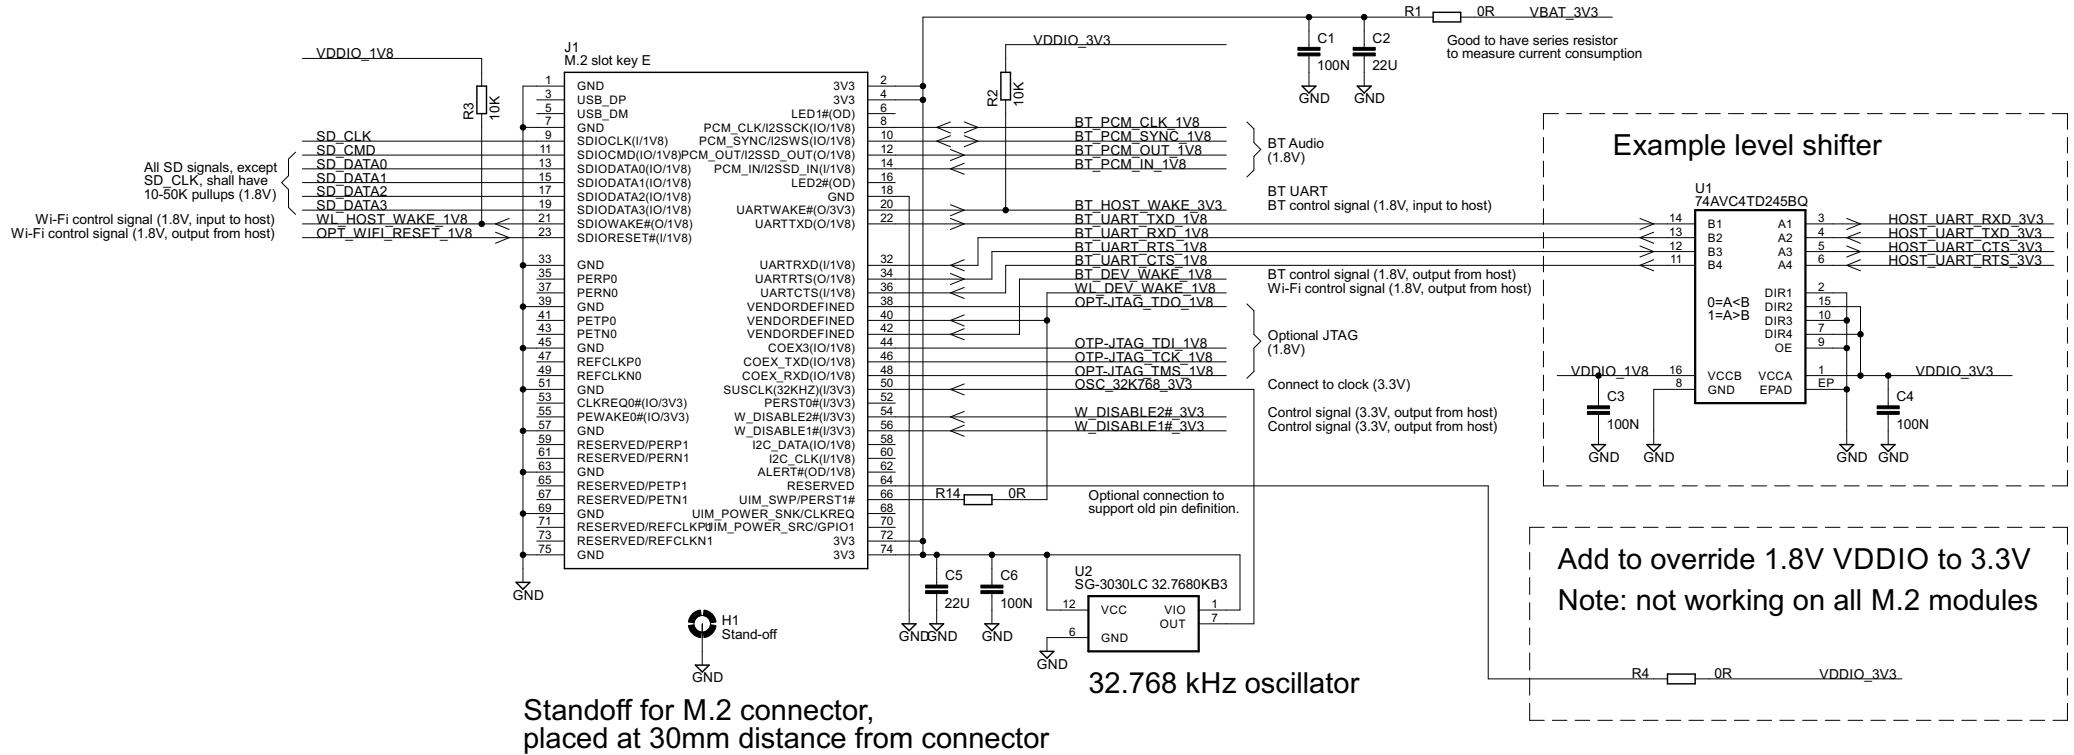 R1
0R
VBAT_3V3
C1
100N
C2
22U
GND
GND
Good to have series resistor
to measure current consumption
VDDIO_1V8
R3
10K
SD_CLK
SD_CMD
SD_DATA0
SD_DATA1
SD_DATA2
SD_DATA3
WL_HOST_WAKE_1V8
OPT_WIFI_RESET_1V8
All SD signals, except
SD_CLK, shall have
10-50K pullups (1.8V)
Wi-Fi control signal (1.8V, input to host)
Wi-Fi control signal (1.8V, output from host)
J1
M.2 slot key E
1 GND
3 USB_DP
5 USB_DM
7 GND
9 SDIOCLK(I/1V8)
11 SDIOCMD(IO/1V8)
13 SDIODATA0(IO/1V8)
15 SDIODATA1(IO/1V8)
17 SDIODATA2(IO/1V8)
19 SDIODATA3(IO/1V8)
21 SDIOWAKE#(O/1V8)
23 SDIORESET#(I/1V8)
33 GND
35 PERP0
37 PERN0
39 GND
41 PETP0
43 PETN0
45 GND
47 REFCLKP0
49 REFCLKN0
51 GND
53 CLKREQ0#(IO/3V3)
55 PEWAKE0#(IO/3V3)
57 GND
59 RESERVED/PERP1
61 RESERVED/PERN1
63 GND
65 RESERVED/PETP1
67 RESERVED/PETN1
69 GND
71 RESERVED/REFCLKP1
73 RESERVED/REFCLKN1
75 GND
3V3 2
3V3 4
LED1#(OD) 6
PCM_CLK/I2SSCK(IO/1V8) 8
PCM_SYNC/I2SWS(IO/1V8) 10
PCM_OUT/I2SSD_OUT(O/1V8) 12
PCM_IN/I2SSD_IN(I/1V8) 14
LED2#(OD) 16
GND 18
UARTWAKE#(O/3V3) 20
UARTTXD(O/1V8) 22
UARTRXD(I/1V8) 32
UARTRTS(O/1V8) 34
UARTCTS(I/1V8) 36
VENDORDEFINED 38
VENDORDEFINED 40
VENDORDEFINED 42
COEX3(IO/1V8) 44
COEX_TXD(IO/1V8) 46
COEX_RXD(IO/1V8) 48
SUSCLK(32KHZ)(I/3V3) 50
PERST0#(I/3V3) 52
W_DISABLE2#(I/3V3) 54
W_DISABLE1#(I/3V3) 56
I2C_DATA(IO/1V8) 58
I2C_CLK(I/1V8) 60
ALERT#(OD/1V8) 62
RESERVED 64
UIM_SWP/PERST1# 66
UIM_POWER_SNK/CLKREQ 68
UIM_POWER_SRC/GPIO1 70
3V3 72
3V3 74
GND
VDDIO_3V3
R2
10K
BT_PCM_CLK_1V8
BT_PCM_SYNC_1V8
BT_PCM_OUT_1V8
BT_PCM_IN_1V8
BT Audio
(1.8V)
BT_HOST_WAKE_3V3
BT_UART_TXD_1V8
BT_UART_RXD_1V8
BT_UART_RTS_1V8
BT_UART_CTS_1V8
BT_DEV_WAKE_1V8
WL_DEV_WAKE_1V8
OPT-JTAG_TDO_1V8
OTP-JTAG_TDI_1V8
OTP-JTAG_TCK_1V8
OPT-JTAG_TMS_1V8
OSC_32K768_3V3
W_DISABLE2#_3V3
W_DISABLE1#_3V3
BT UART
BT control signal (1.8V, input to host)
BT control signal (1.8V, output from host)
Wi-Fi control signal (1.8V, output from host)
Optional JTAG
(1.8V)
Connect to clock (3.3V)
Control signal (3.3V, output from host)
Control signal (3.3V, output from host)
R14
0R
Optional connection to
support old pin definition.
C5
22U
C6
100N
GND
GND
GND
U2
SG-3030LC 32.7680KB3
12 VCC
VIO 1
OUT 7
6 GND
GND
32.768 kHz oscillator
H1
Stand-off
GND
Standoff for M.2 connector,
placed at 30mm distance from connector
Example level shifter
U1
74AVC4TD245BQ
14 B1
13 B2
12 B3
11 B4
A1 3
A2 4
A3 5
A4 6
HOST_UART_RXD_3V3
HOST_UART_TXD_3V3
HOST_UART_CTS_3V3
HOST_UART_RTS_3V3
0=A<B
1=A>B
DIR1 2
DIR2 15
DIR3 10
DIR4 7
OE 9
16 VCCB
8 GND
VCCA 1
EPAD EP
VDDIO_1V8
VDDIO_3V3
C3
100N
C4
100N
GND
GND
GND
GND
Add to override 1.8V VDDIO to 3.3V
Note: not working on all M.2 modules
R4
0R
VDDIO_3V3